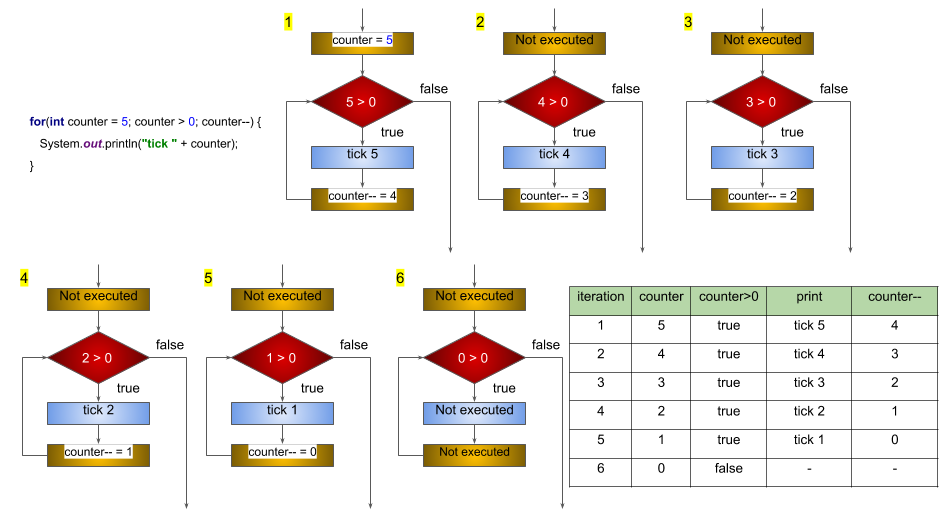 for(int counter = 5; counter > 0; counter--) {
System.out.println("tick " + counter);
}
1
counter = 5
5 > 0
false
true
tick 5
counter-- = 4
2
Not executed
4 > 0
false
true
tick 4
counter-- = 3
3
Not executed
3 > 0
false
true
tick 3
counter-- = 2
4
Not executed
2 > 0
false
true
tick 2
counter-- = 1
5
Not executed
1 > 0
false
true
tick 1
counter-- = 0
6
Not executed
0 > 0
false
true
Not executed
Not executed
iteration counter counter>0 print counter--
1 5 true tick 5 4
2 4 true tick 4 3
3 3 true tick 3 2
4 2 true tick 2 1
5 1 true tick 1 0
6 0 false - -